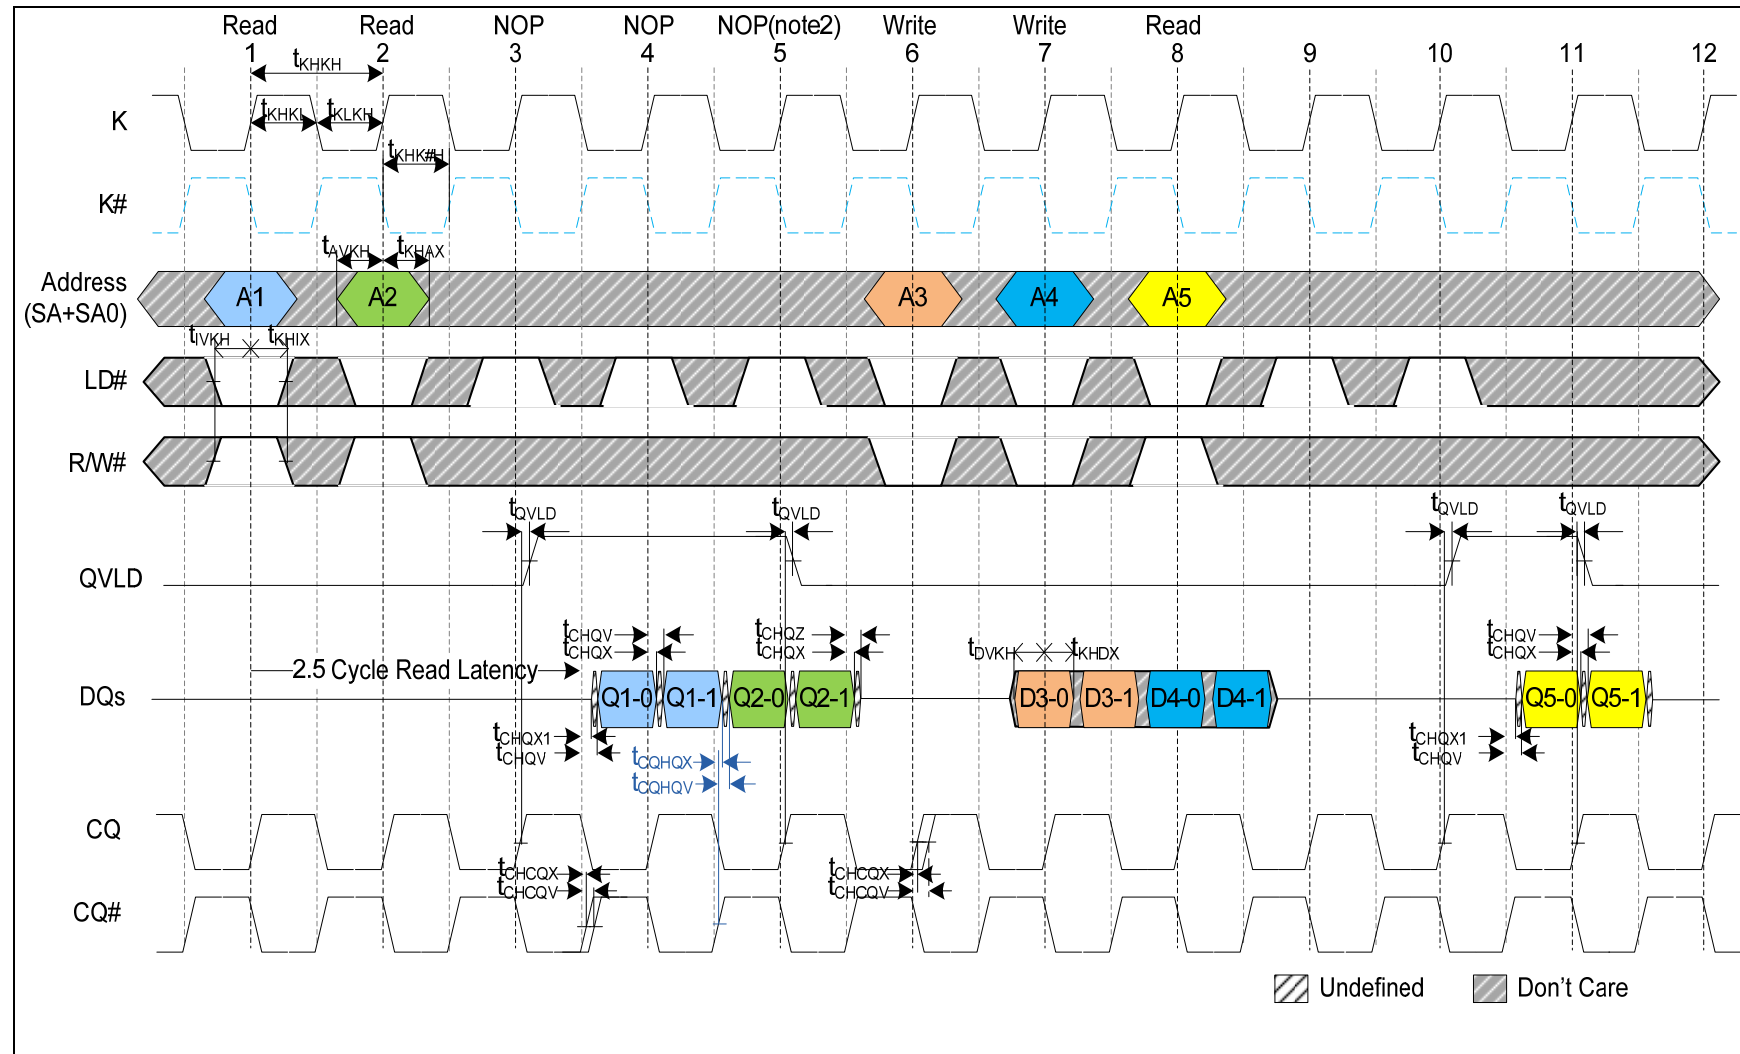 Read Read NOP NOP NOP(note2) Write Write Read
1 2 3 4 5 6 7 8 9 10 11 12
tKHKH
K tKHKL tKLKH
tKHK#H
K#
tAVKH tKHAX
Address
(SA+SA0) A1 A2 A3 A4 A5
tIVKH tKHIX
LD#
R/W#
tQVLD tQVLD tQVLD tQVLD
QVLD
tCHQV tCHQZ tCHQV
tCHQX tCHQX tDVKH tKHDX tCHQX
2.5 Cycle Read Latency
DQs Q1-0 Q1-1 Q2-0 Q2-1 D3-0 D3-1 D4-0 D4-1 Q5-0 Q5-1
tCHQX1 tCHQX1
tCHQV tCHQV
tCQHQX
tCQHQV
CQ
tCHCQX tCHCQX
tCHCQV tCHCQV
CQ#
Undefined Don't Care